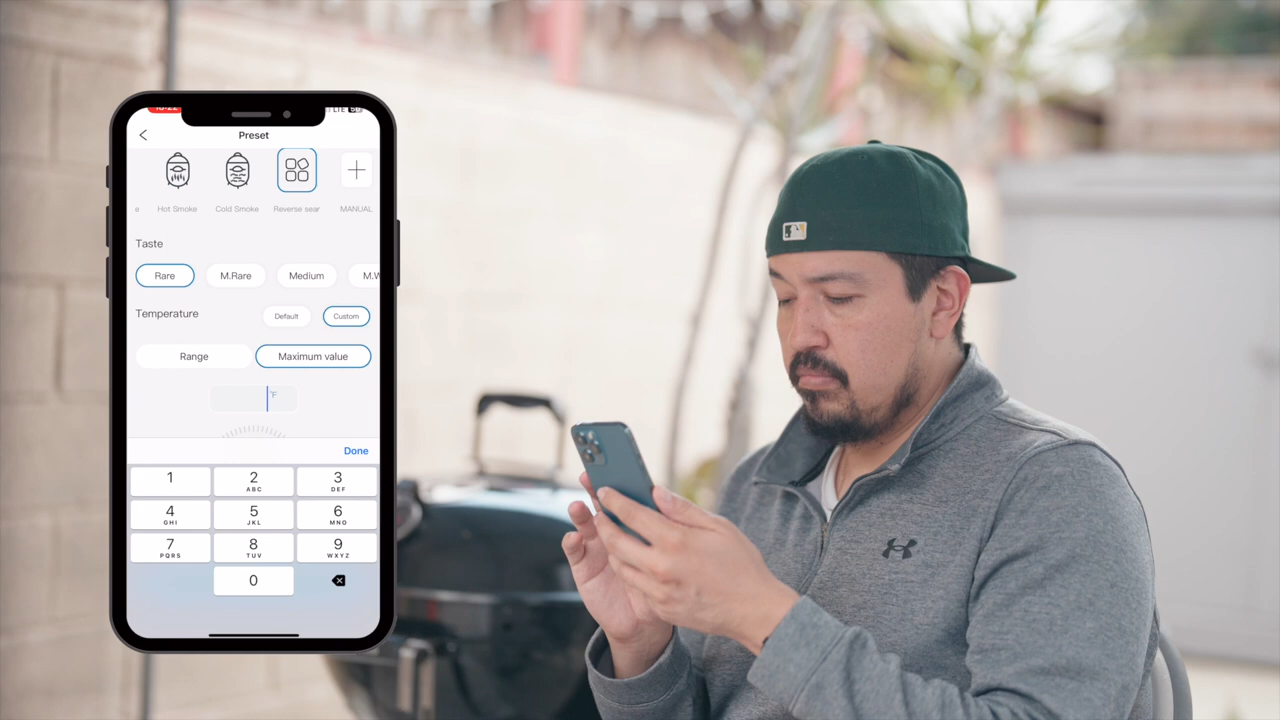 Preset
Hot Smoke Cold Smoke Reverse sear MANUAL
Taste
Rare M.Rare Medium M.W
Temperature Default Custom
Range Maximum value
°F
Done
1 2 3
ABC DEF
4 5 6
GHI JKL MNO
7 8 9
PQRS TUV WXYZ
0